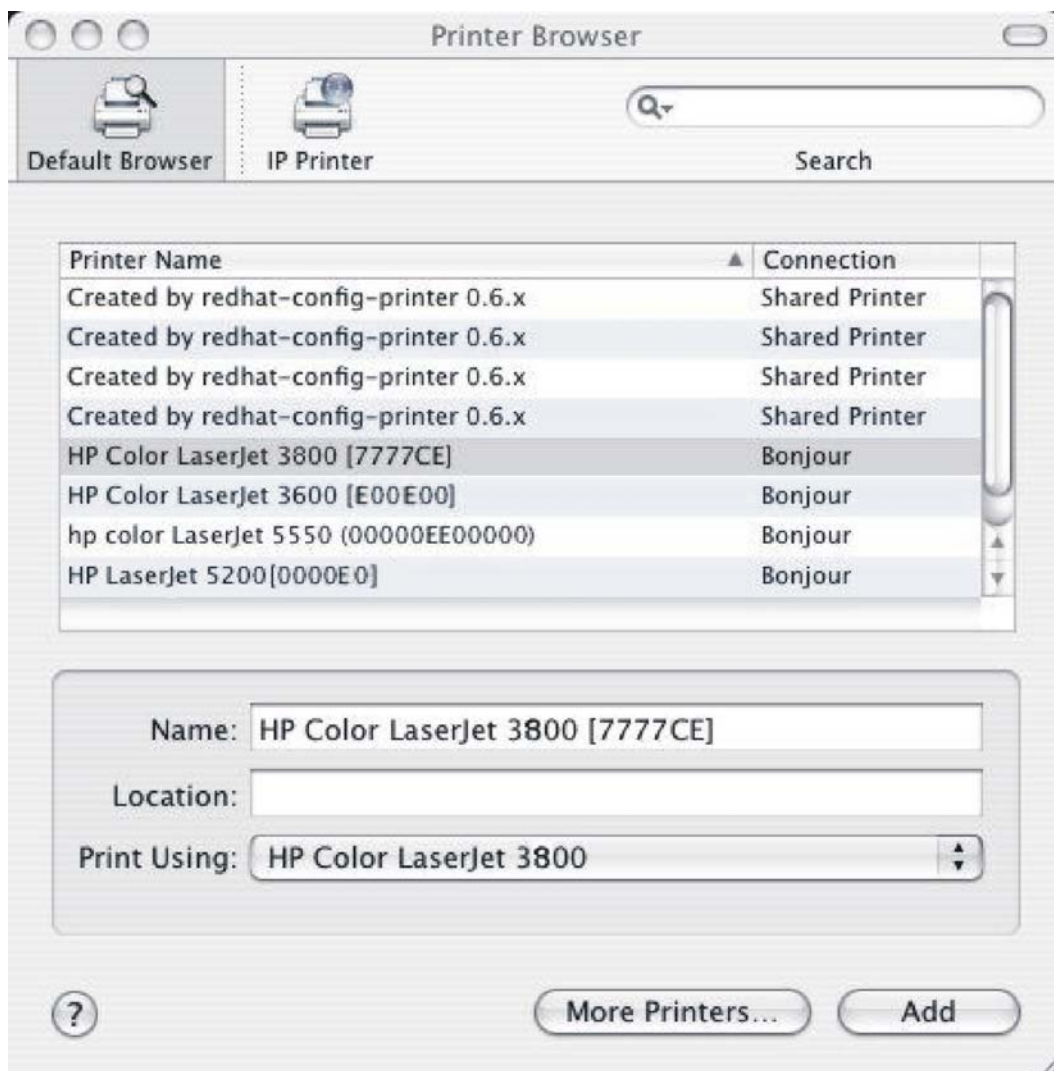 Printer Browser
Default Browser
IP Printer
Search
Printer Name Connection
Created by redhat-config-printer 0.6.x Shared Printer
Created by redhat-config-printer 0.6.x Shared Printer
Created by redhat-config-printer 0.6.x Shared Printer
Created by redhat-config-printer 0.6.x Shared Printer
HP Color LaserJet 3800 [7777CE] Bonjour
HP Color LaserJet 3600 [E00E00] Bonjour
hp color LaserJet 5550 (00000EE00000) Bonjour
HP LaserJet 5200[0000E0] Bonjour
Name: HP Color LaserJet 3800 [7777CE]
Location:
Print Using: HP Color LaserJet 3800
? More Printers... Add